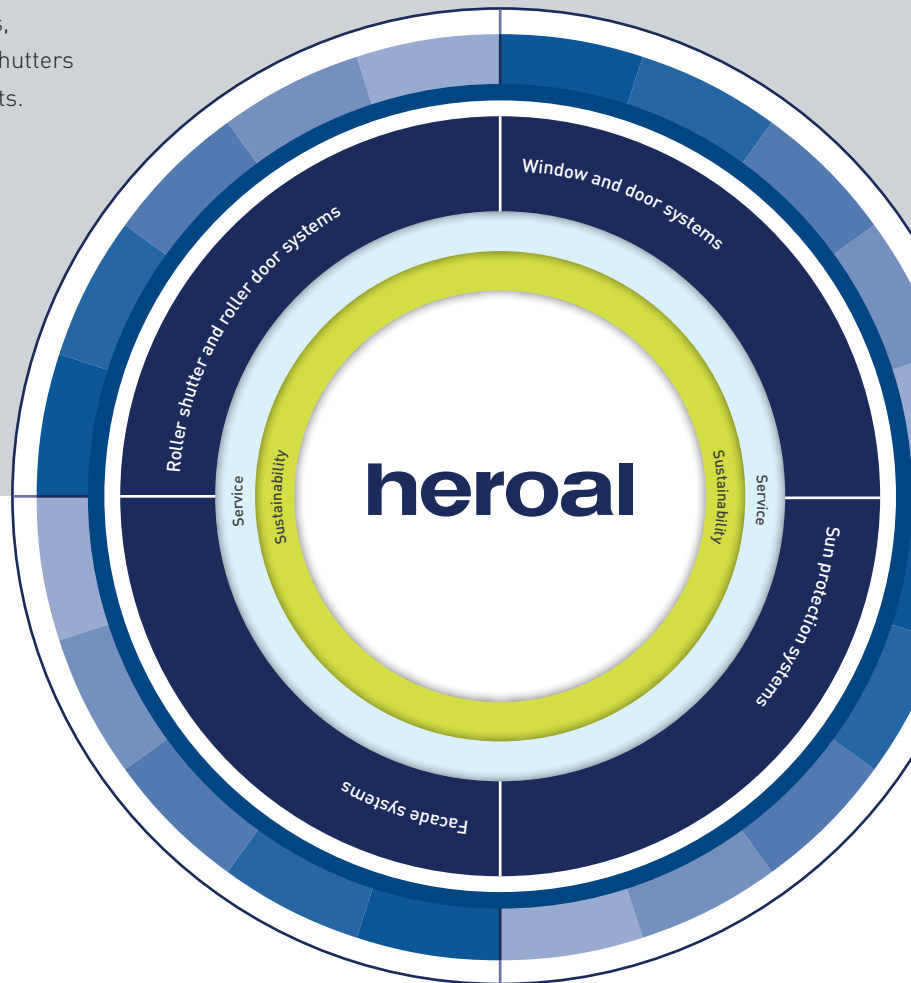 hutters
ts.
Window and door systems
Roller shutter and roller door systems
Service
Sustainability
heroal
Sustainability
Service
Sun protection systems
Facade systems